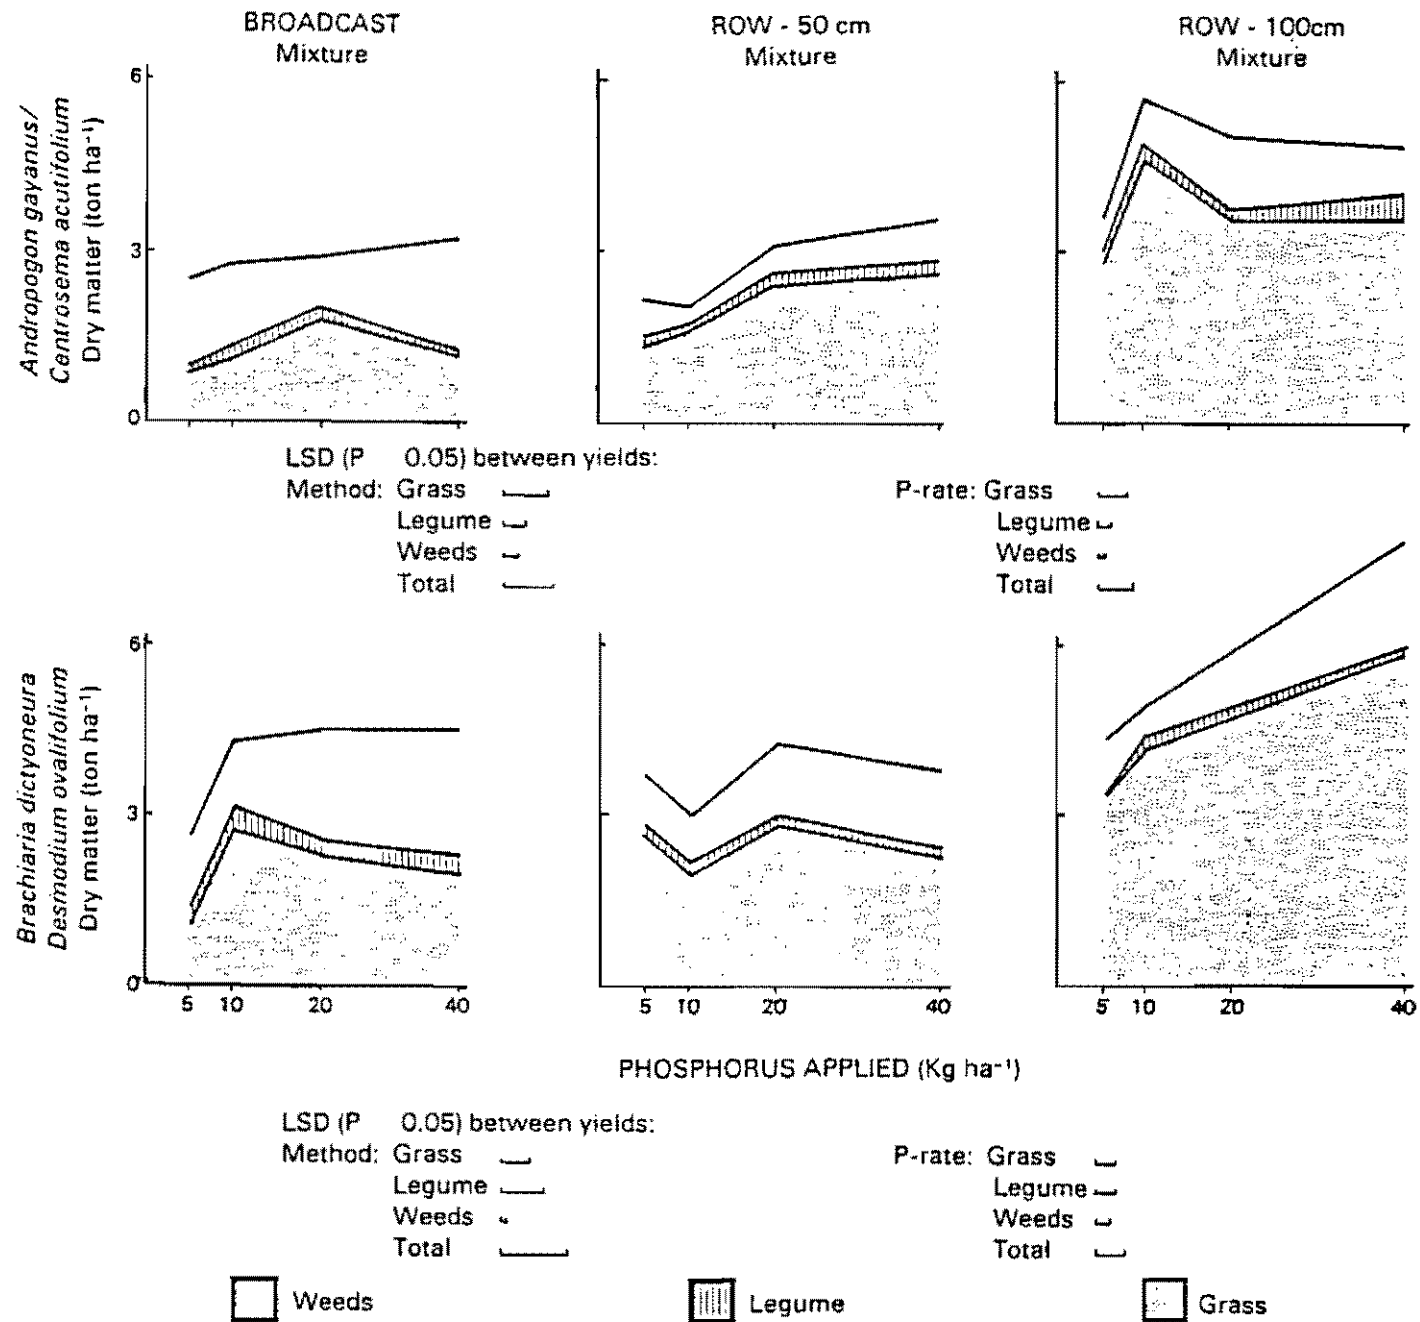 BROADCAST
Mixture
ROW - 50 cm
Mixture
ROW - 100cm
Mixture
Andropogon gayanus/
Centrosema acutifolium
Dry matter (ton ha⁻¹)
6
3
0
LSD (P 0.05) between yields:
Method: Grass
Legume
Weeds
Total
P-rate: Grass
Legume
Weeds
Total
Brachiaria dictyoneura
Desmodium ovalifolium
Dry matter (ton ha⁻¹)
6
3
0
5 10 20 40
5 10 20 40
5 10 20 40
PHOSPHORUS APPLIED (Kg ha⁻¹)
LSD (P 0.05) between yields:
Method: Grass
Legume
Weeds
Total
P-rate: Grass
Legume
Weeds
Total
Weeds
Legume
Grass